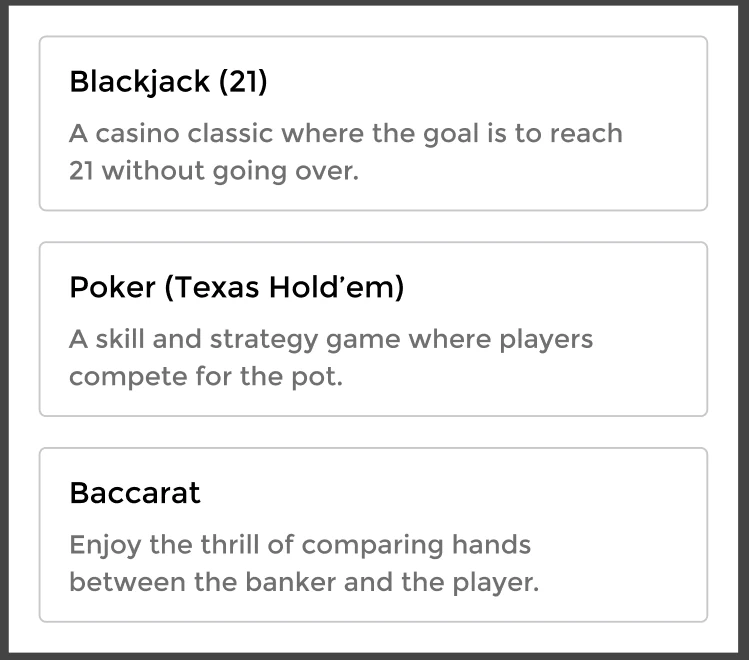 Blackjack (21)
A casino classic where the goal is to reach
21 without going over.
Poker (Texas Hold’em)
A skill and strategy game where players
compete for the pot.
Baccarat
Enjoy the thrill of comparing hands
between the banker and the player.